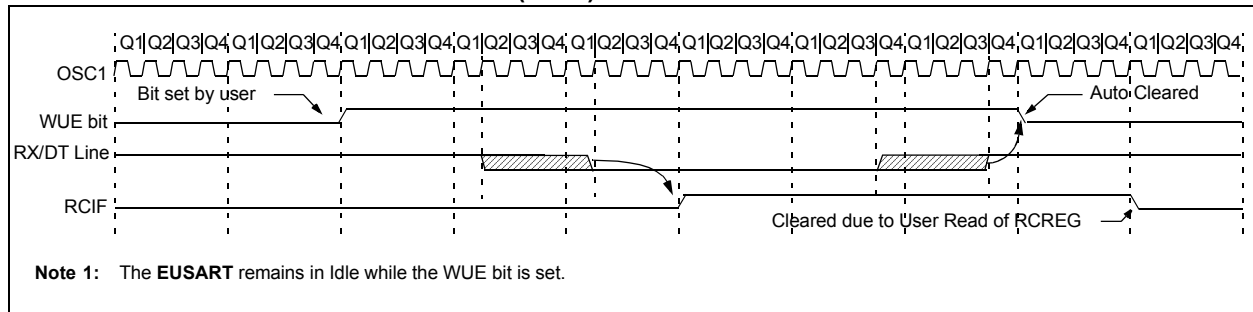 Q1 Q2 Q3 Q4 Q1 Q2 Q3 Q4 Q1 Q2 Q3 Q4 Q1 Q2 Q3 Q4 Q1 Q2 Q3 Q4 Q1 Q2 Q3 Q4 Q1 Q2 Q3 Q4 Q1 Q2 Q3 Q4 Q1 Q2 Q3 Q4 Q1 Q2 Q3 Q4
OSC1
Bit set by user
Auto Cleared
WUE bit
RX/DT Line
RCIF
Cleared due to User Read of RCREG
Note 1: The EUSART remains in Idle while the WUE bit is set.